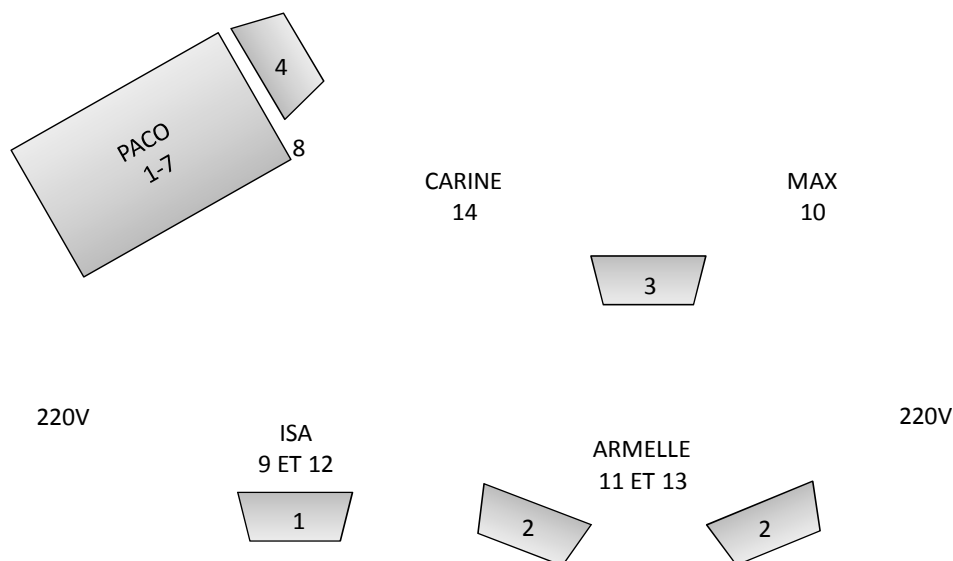 4
PACO
1-7
8
CARINE
14
MAX
10
3
220V
220V
ISA
9 ET 12
ARMELLE
11 ET 13
1
2
2